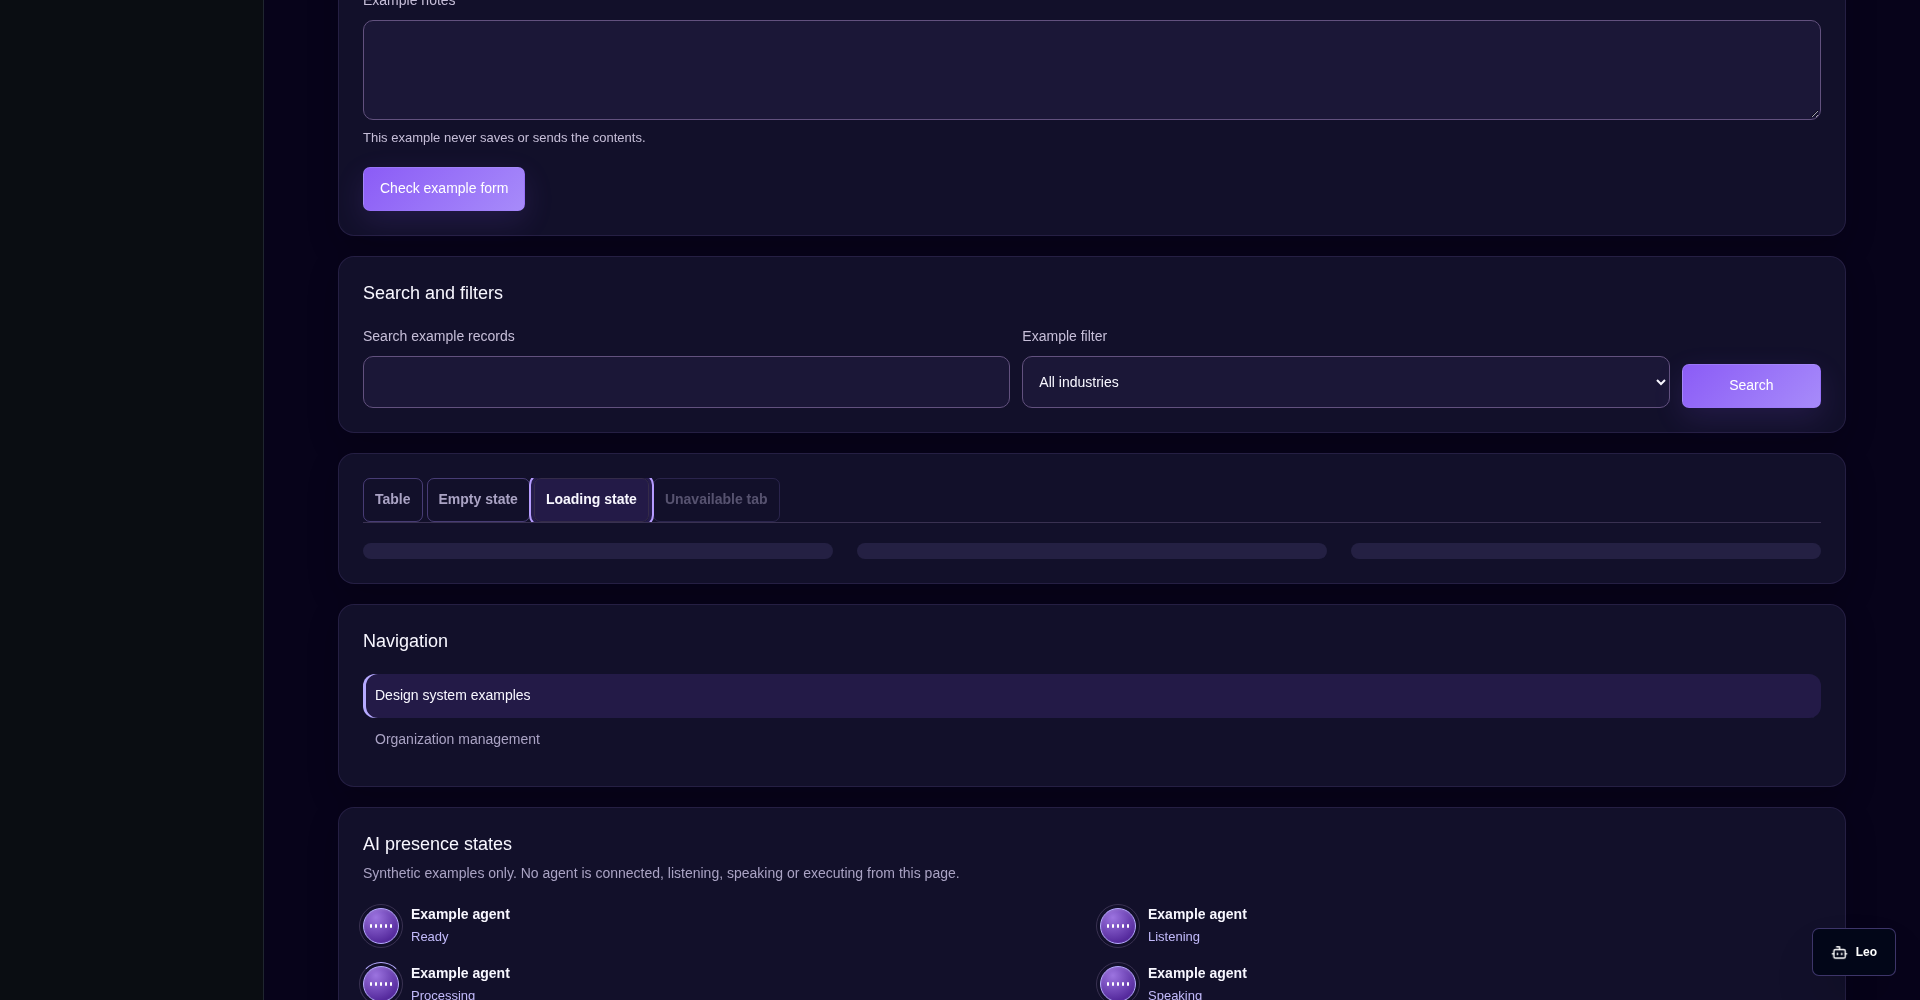 Example notes
This example never saves or sends the contents.
Check example form
Search and filters
Search example records
Example filter
All industries
Search
Table
Empty state
Loading state
Unavailable tab
Navigation
Design system examples
Organization management
AI presence states
Synthetic examples only. No agent is connected, listening, speaking or executing from this page.
Example agent
Ready
Example agent
Listening
Example agent
Processing
Example agent
Speaking
Leo